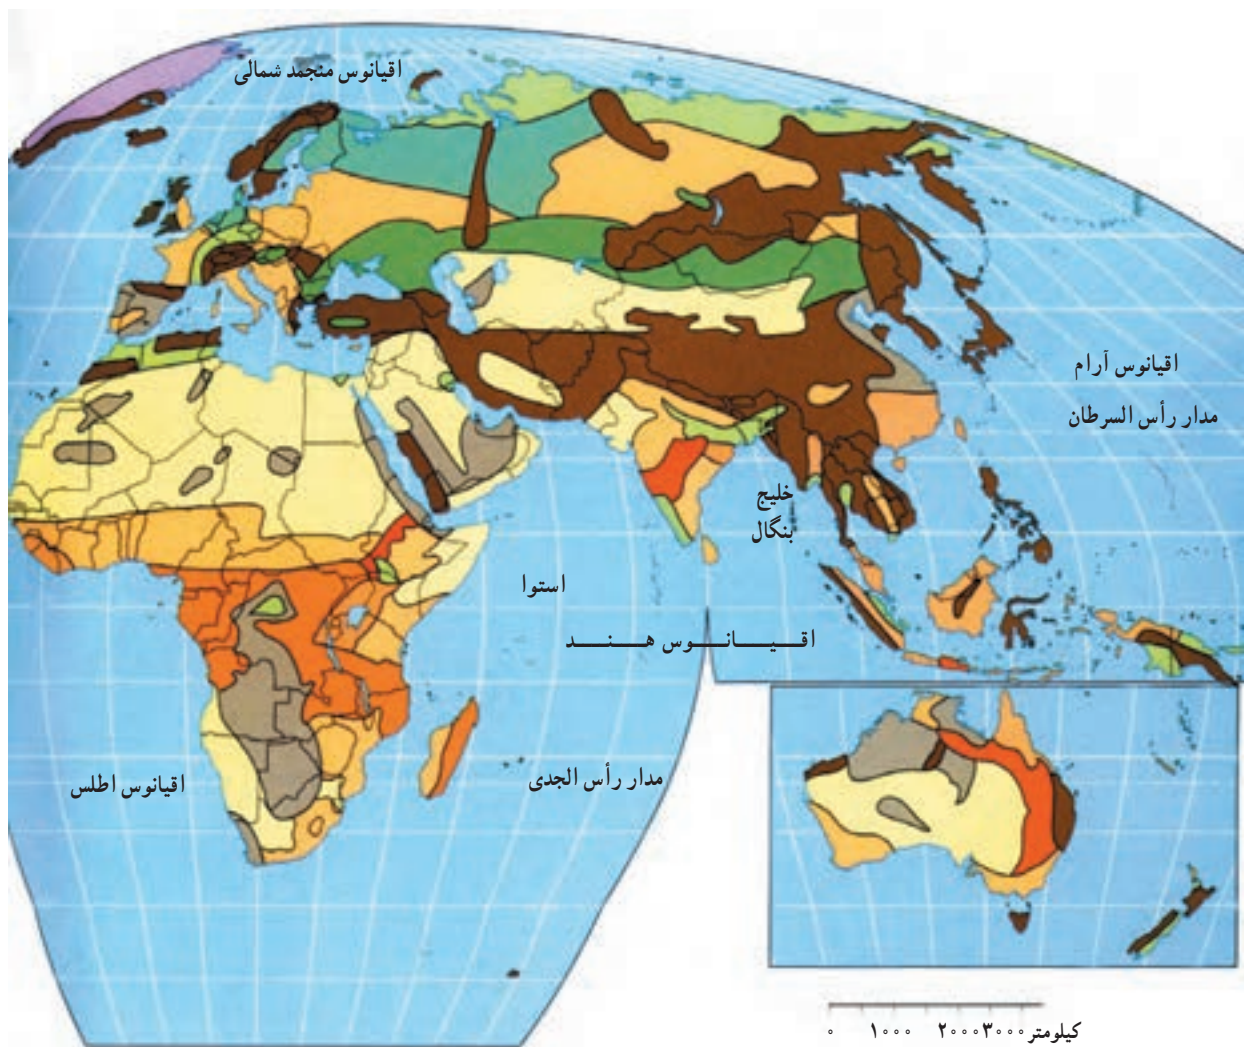 اقیانوس منجمد شمالی
اقیانوس آرام
مدار رأس السرطان
خلیج
بنگال
استوا
اقیـــانـــوس هـــنـــد
مدار رأس الجدی
اقیانوس اطلس
۰ ۱۰۰۰ ۲۰۰۰ ۳۰۰۰ کیلومتر